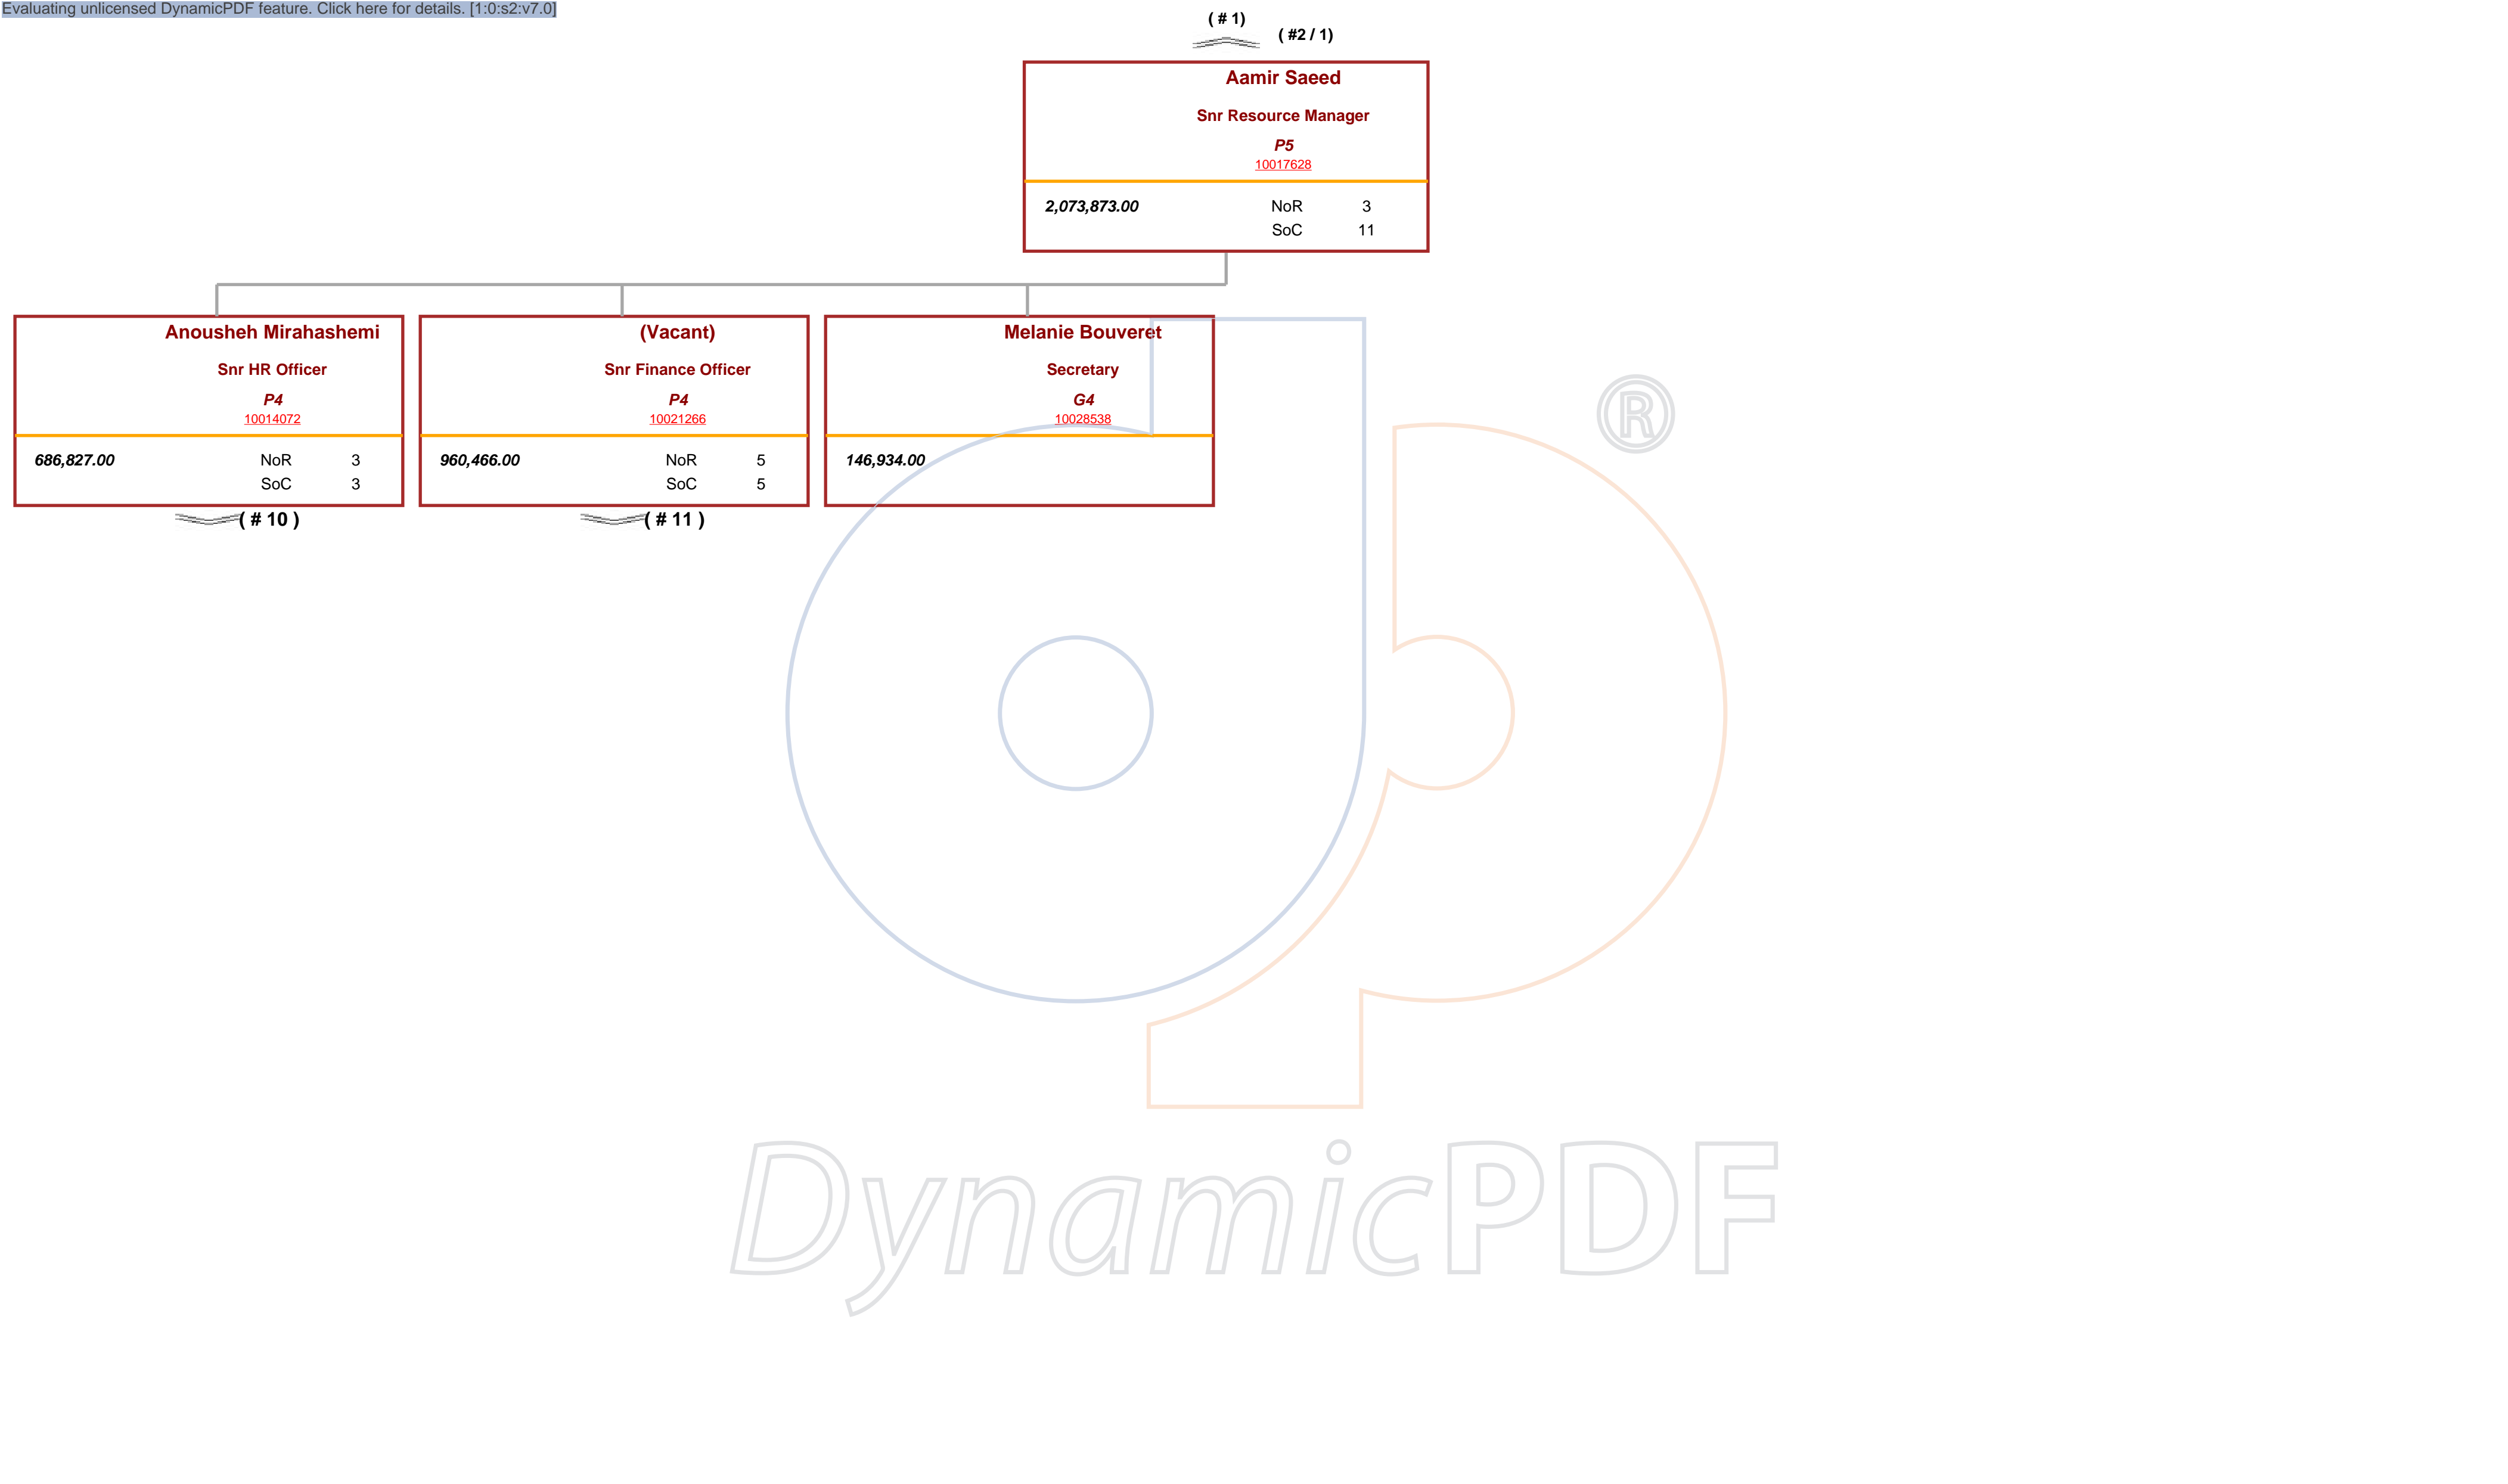 Evaluating unlicensed DynamicPDF feature. Click here for details. [1:0:s2:v7.0]
( # 1)
( #2 / 1)
Aamir Saeed
Snr Resource Manager
P5
10017628
2,073,873.00 NoR 3
SoC 11
Anousheh Mirahashemi
Snr HR Officer
P4
10014072
686,827.00 NoR 3
SoC 3
( # 10 )
(Vacant)
Snr Finance Officer
P4
10021266
960,466.00 NoR 5
SoC 5
( # 11 )
Melanie Bouveret
Secretary
G4
10028538
146,934.00
®
DynamicPDF